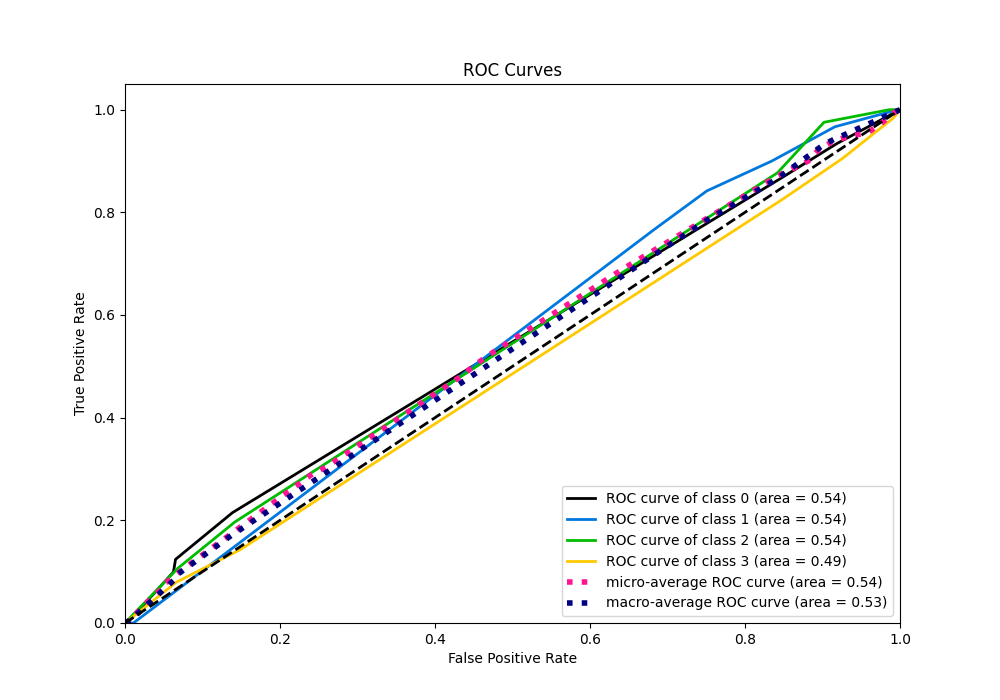 ROC Curves
True Positive Rate
1.0
0.8
0.6
0.4
0.2
0.0
ROC curve of class 0 (area = 0.54)
ROC curve of class 1 (area = 0.54)
ROC curve of class 2 (area = 0.54)
ROC curve of class 3 (area = 0.49)
micro-average ROC curve (area = 0.54)
macro-average ROC curve (area = 0.53)
0.0 0.2 0.4 0.6 0.8 1.0
False Positive Rate